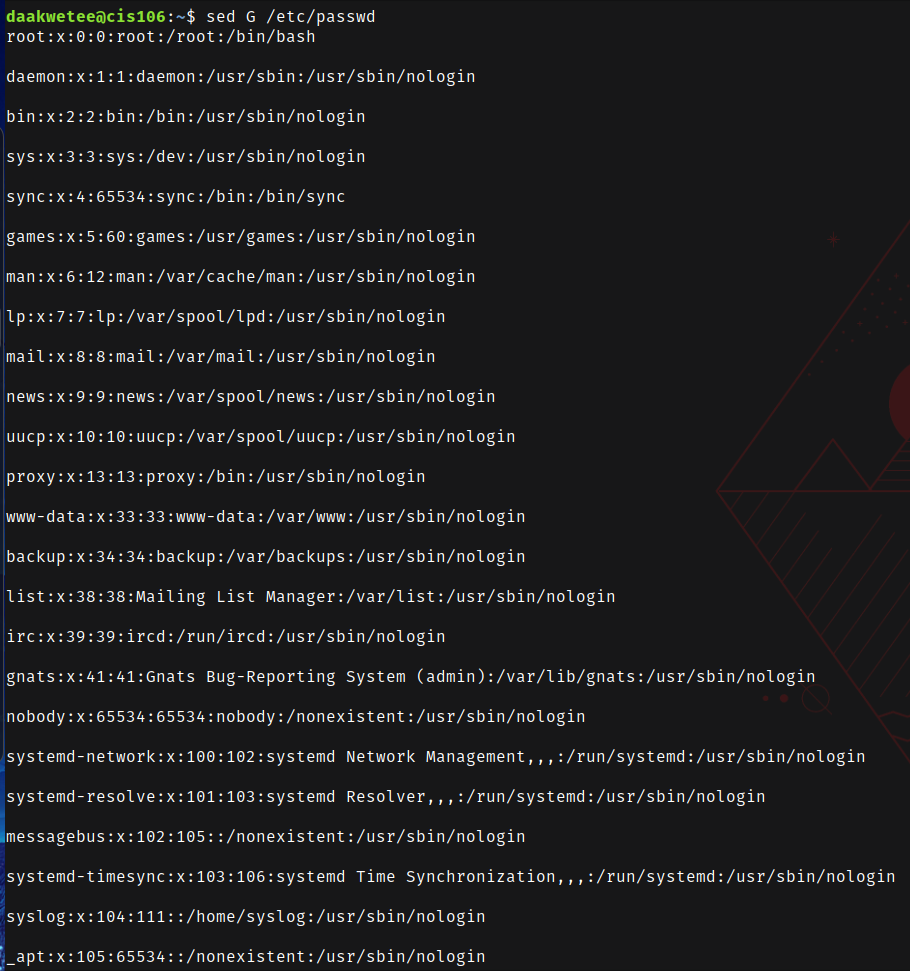 daakwetee@cis106:~$ sed G /etc/passwd
root:x:0:0:root:/root:/bin/bash
daemon:x:1:1:daemon:/usr/sbin:/usr/sbin/nologin
bin:x:2:2:bin:/bin:/usr/sbin/nologin
sys:x:3:3:sys:/dev:/usr/sbin/nologin
sync:x:4:65534:sync:/bin:/bin/sync
games:x:5:60:games:/usr/games:/usr/sbin/nologin
man:x:6:12:man:/var/cache/man:/usr/sbin/nologin
lp:x:7:7:lp:/var/spool/lpd:/usr/sbin/nologin
mail:x:8:8:mail:/var/mail:/usr/sbin/nologin
news:x:9:9:news:/var/spool/news:/usr/sbin/nologin
uucp:x:10:10:uucp:/var/spool/uucp:/usr/sbin/nologin
proxy:x:13:13:proxy:/bin:/usr/sbin/nologin
www-data:x:33:33:www-data:/var/www:/usr/sbin/nologin
backup:x:34:34:backup:/var/backups:/usr/sbin/nologin
list:x:38:38:Mailing List Manager:/var/list:/usr/sbin/nologin
irc:x:39:39:ircd:/run/ircd:/usr/sbin/nologin
gnats:x:41:41:Gnats Bug-Reporting System (admin):/var/lib/gnats:/usr/sbin/nologin
nobody:x:65534:65534:nobody:/nonexistent:/usr/sbin/nologin
systemd-network:x:100:102:systemd Network Management,,,:/run/systemd:/usr/sbin/nologin
systemd-resolve:x:101:103:systemd Resolver,,,:/run/systemd:/usr/sbin/nologin
messagebus:x:102:105::/nonexistent:/usr/sbin/nologin
systemd-timesync:x:103:106:systemd Time Synchronization,,,:/run/systemd:/usr/sbin/nologin
syslog:x:104:111::/home/syslog:/usr/sbin/nologin
_apt:x:105:65534::/nonexistent:/usr/sbin/nologin